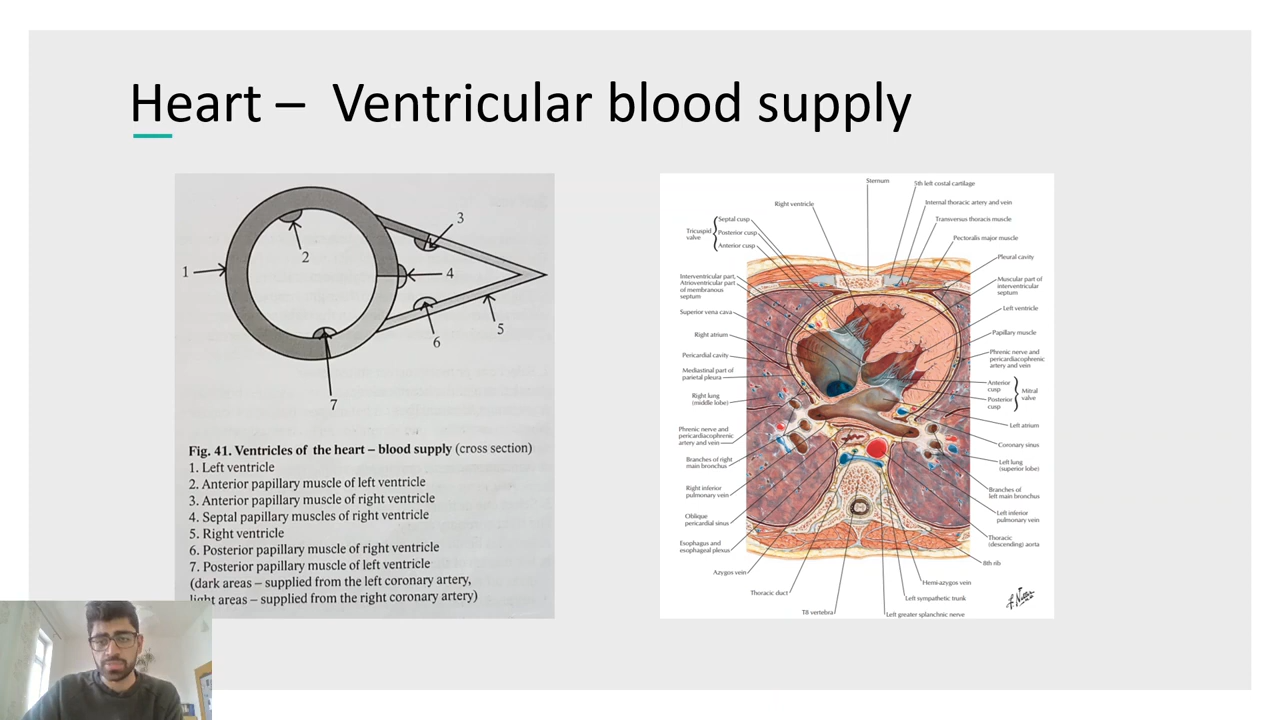 Heart – Ventricular blood supply
1
2
3
4
5
6
7
Fig. 41. Ventricles of the heart – blood supply (cross section)
1. Left ventricle
2. Anterior papillary muscle of left ventricle
3. Anterior papillary muscle of right ventricle
4. Septal papillary muscles of right ventricle
5. Right ventricle
6. Posterior papillary muscle of right ventricle
7. Posterior papillary muscle of left ventricle
(dark areas – supplied from the left coronary artery,
light areas – supplied from the right coronary artery)
Sternum
Right ventricle
Tricuspid
valve
Septal cusp
Posterior cusp
Anterior cusp
Interventricular part,
Atrioventricular part
of membranous
septum
Superior vena cava
Right atrium
Pericardial cavity
Mediastinal part of
parietal pleura
Right lung
(middle lobe)
Phrenic nerve and
pericardiacophrenic
artery and vein
Branches of right
main bronchus
Right inferior
pulmonary vein
Oblique
pericardial sinus
Esophagus and
esophageal plexus
Azygos vein
Thoracic duct
T8 vertebra
5th left costal cartilage
Internal thoracic artery and vein
Transversus thoracis muscle
Pectoralis major muscle
Pleural cavity
Muscular part of
interventricular
septum
Left ventricle
Papillary muscle
Phrenic nerve and
pericardiacophrenic
artery and vein
Anterior
cusp
Posterior
cusp
Mitral
valve
Left atrium
Coronary sinus
Left lung
(superior lobe)
Branches of
left main bronchus
Left inferior
pulmonary vein
Thoracic
(descending) aorta
8th rib
Hemi-azygos vein
Left sympathetic trunk
Left greater splanchnic nerve